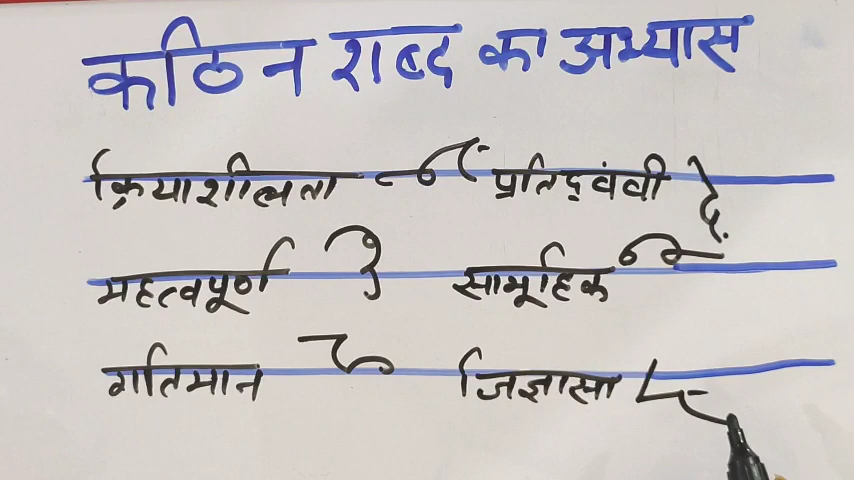 कठिन शब्द का अभ्यास
क्रियाशीलता प्रतिद्वंवी
महत्वपूर्ण सामूहिक
गतिमान जिज्ञासा